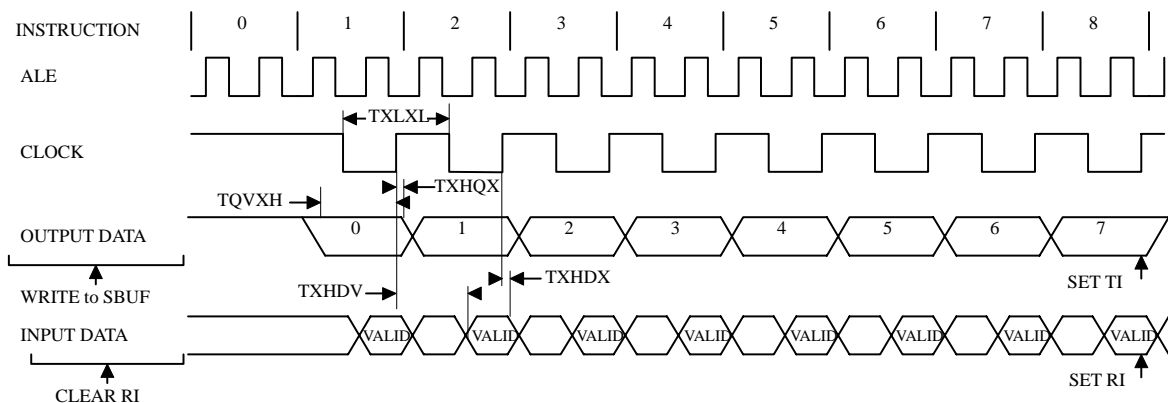 INSTRUCTION 0 1 2 3 4 5 6 7 8
ALE
TXLXL
CLOCK
TXHQX
TQVXH
OUTPUT DATA 0 1 2 3 4 5 6 7
TXHDX
SET TI
TXHDV
WRITE to SBUF
INPUT DATA VALID VALID VALID VALID VALID VALID VALID VALID
SET RI
CLEAR RI